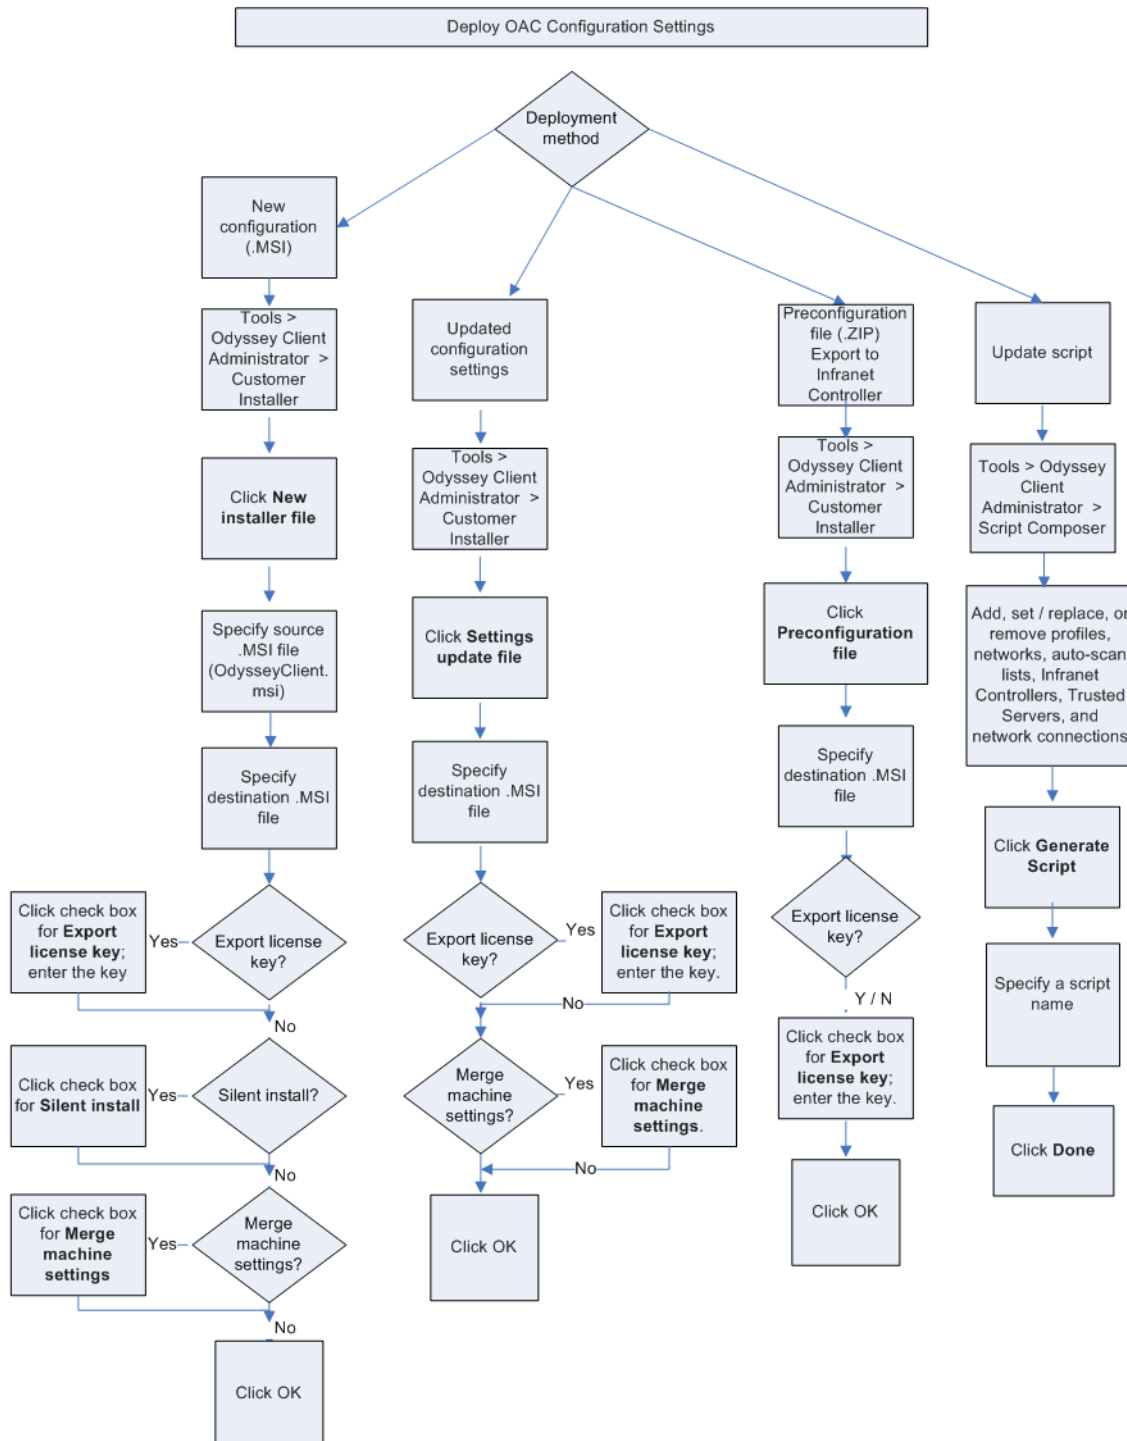 Deploy OAC Configuration Settings
Deployment
method
New
configuration
(.MSI)
Tools >
Odyssey Client
Administrator >
Customer
Installer
Click New
installer file
Specify source
.MSI file
(OdysseyClient.
msi)
Specify
destination .MSI
file
Export license
key?
Yes
Click check box
for Export
license key;
enter the key
No
Silent install?
Yes
Click check box
for Silent install
No
Merge
machine
settings?
Yes
Click check box
for Merge
machine
settings
No
Click OK
Updated
configuration
settings
Tools >
Odyssey Client
Administrator >
Customer
Installer
Click Settings
update file
Specify
destination .MSI
file
Export license
key?
Yes
Click check box
for Export
license key;
enter the key.
No
Merge
machine
settings?
Yes
Click check box
for Merge
machine
settings.
No
Click OK
Preconfiguration
file (.ZIP)
Export to
Infranet
Controller
Tools >
Odyssey Client
Administrator >
Customer
Installer
Click
Preconfiguration
file
Specify
destination .MSI
file
Export license
key?
Y / N
Click check box
for Export
license key;
enter the key.
Click OK
Update script
Tools > Odyssey
Client
Administrator >
Script Composer
Add, set / replace, or
remove profiles,
networks, auto-scan
lists, Infranet
Controllers, Trusted
Servers, and
network connections
Click Generate
Script
Specify a script
name
Click Done